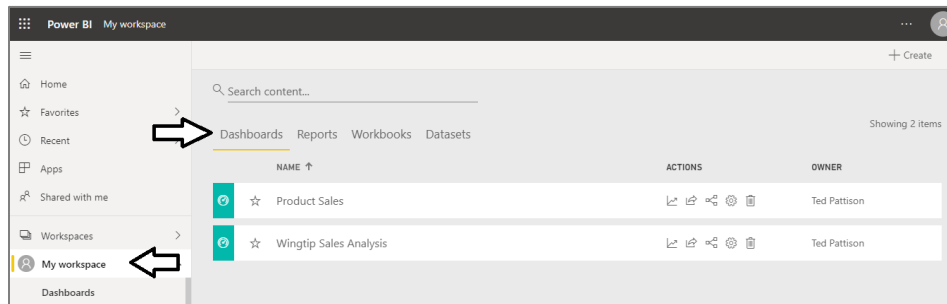 Power BI My workspace
+ Create
Home
Favorites
Recent
Apps
Shared with me
Workspaces
My workspace
Dashboards
Search content...
Dashboards Reports Workbooks Datasets
Showing 2 items
NAME ACTIONS OWNER
Product Sales Ted Pattison
Wingtip Sales Analysis Ted Pattison